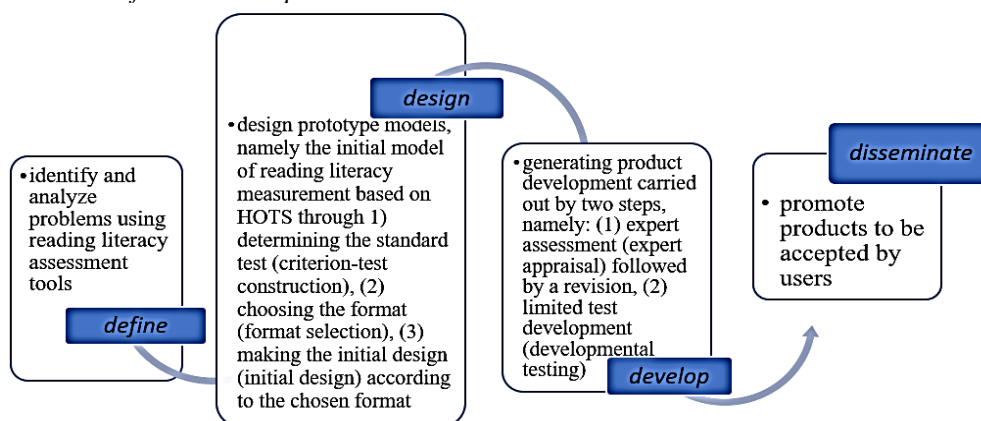 •identify and
analyze
problems using
reading literacy
assessment
tools
define
design
•design prototype models,
namely the initial model
of reading literacy
measurement based on
HOTS through 1)
determining the standard
test (criterion-test
construction), (2)
choosing the format
(format selection), (3)
making the initial design
(initial design) according
to the chosen format
•generating product
development carried
out by two steps,
namely: (1) expert
assessment (expert
appraisal) followed
by a revision, (2)
limited test
development
(developmental
testing)
develop
disseminate
• promote
products to be
accepted by
users